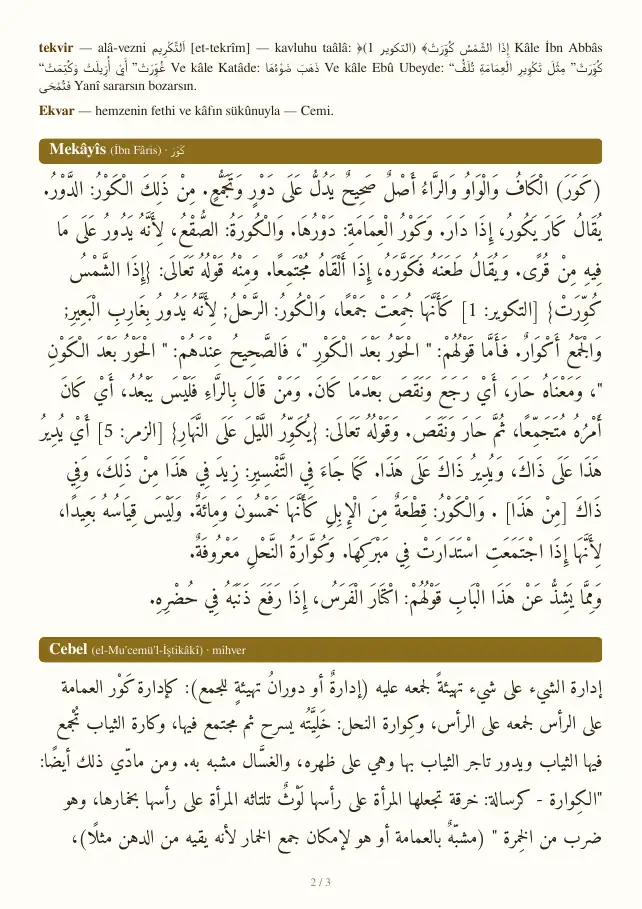 tekvir — alâ-vezni اَلتَّكْرِيم [et-tekrîm] — kavluhu taâlâ: ﴿إِذَا الشَّمْسُ كُوِّرَتْ﴾ (التكوير 1) Kâle İbn Abbâs
“غُوِّرَتْ” أَيْ أُزِيلَتْ وَكُتِمَتْ” Ve kâle Katâde: ذَهَبَ ضَوْءُهَا Ve kâle Ebû Ubeyde: “كُوِّرَتْ” مِثْلَ تَكْوِيرِ الْعِمَامَةِ تُلَفُّ
فَتُمْحَى Yanî sararsın bozarsın.
Ekvar — hemzenin fethi ve kâfın sükûnuyla — Cemi.
Mekâyîs (İbn Fâris) · كَوَرَ
(كَوَرَ) الْكَافُ وَالْوَاوُ وَالرَّاءُ أَصْلٌ صَحِيحٌ يَدُلُّ عَلَى دَوْرٍ وَتَجَمُّعٍ. مِنْ ذَلِكَ الْكَوْرُ: الدَّوْرُ.
يُقَالُ كَارَ يَكُورُ، إِذَا دَارَ. وَكَوْرُ الْعِمَامَةِ: دَوْرُهَا. وَالْكُورَةُ: الصُّقْعُ، لِأَنَّهُ يَدُورُ عَلَى مَا
فِيهِ مِنْ قُرًى. وَيُقَالُ طَعَنَهُ فَكَوَّرَهُ، إِذَا أَلْقَاهُ مُجْتَمِعًا. وَمِنْهُ قَوْلُهُ تَعَالَى: {إِذَا الشَّمْسُ
كُوِّرَتْ} [التكوير: 1] كَأَنَّهَا جُمِعَتْ جَمْعًا، وَالْكُورُ: الرَّحْلُ; لِأَنَّهُ يَدُورُ بِغَارِبِ الْبَعِيرِ;
وَالْجَمْعُ أَكْوَارٌ. فَأَمَّا قَوْلُهُمْ: " الْحَوْرُ بَعْدَ الْكَوْرِ "، فَالصَّحِيحُ عِنْدَهُمْ: " الْحَوْرُ بَعْدَ الْكَوْنِ
"، وَمَعْنَاهُ حَارَ، أَيْ رَجَعَ وَنَقَصَ بَعْدَمَا كَانَ. وَمَنْ قَالَ بِالرَّاءِ فَلَيْسَ يَبْعُدُ، أَيْ كَانَ
أَمْرُهُ مُتَجَمِّعًا، ثُمَّ حَارَ وَنَقَصَ. وَقَوْلُهُ تَعَالَى: {يُكَوِّرُ اللَّيْلَ عَلَى النَّهَارِ} [الزمر: 5] أَيْ يُدِيرُ
هَذَا عَلَى ذَاكَ، وَيُدِيرُ ذَاكَ عَلَى هَذَا. كَمَا جَاءَ فِي التَّفْسِيرِ: زِيدَ فِي هَذَا مِنْ ذَلِكَ، وَفِي
ذَاكَ [مِنْ هَذَا] . وَالْكَوْرُ: قِطْعَةٌ مِنَ الْإِبِلِ كَأَنَّهَا خَمْسُونَ وَمِائَةٌ. وَلَيْسَ قِيَاسُهُ بَعِيدًا،
لِأَنَّهَا إِذَا اجْتَمَعَتِ اسْتَدَارَتْ فِي مَبْرَكِهَا. وَكُوَّارَةُ النَّحْلِ مَعْرُوفَةٌ.
وَمِمَّا يَشِذُّ عَنْ هَذَا الْبَابِ قَوْلُهُمْ: اكْتَارَ الْفَرَسُ، إِذَا رَفَعَ ذَنَبَهُ فِي حُضْرِهِ.
Cebel (el-Mu'cemü'l-İştikâkî) · mihver
إدارة الشيء على شيء تهيئةً لجمعه عليه (إدارةٌ أو دورانُ تهيئةٍ للجمع): كإدارة كَوْر العمامة
على الرأس لجمعه على الرأس، وكِوارة النحل: خَلِيَّتُه يسرح ثم مجتمع فيها، وكارة الثياب تُجْمع
فيها الثياب ويدور تاجر الثياب بها وهي على ظهره، والغسَّال مشبه به. ومن مادّي ذلك أيضًا:
"الكِوارة - كرسالة: خرقة تجعلها المرأة على رأسها لَوْثٌ تلتاثه المرأة على رأسها بخمارها، وهو
ضرب من الخِمرة " (مشبّهٌ بالعمامة أو هو لإمكان جمع الخمار لأنه يقيه من الدهن مثلًا)،
2 / 3